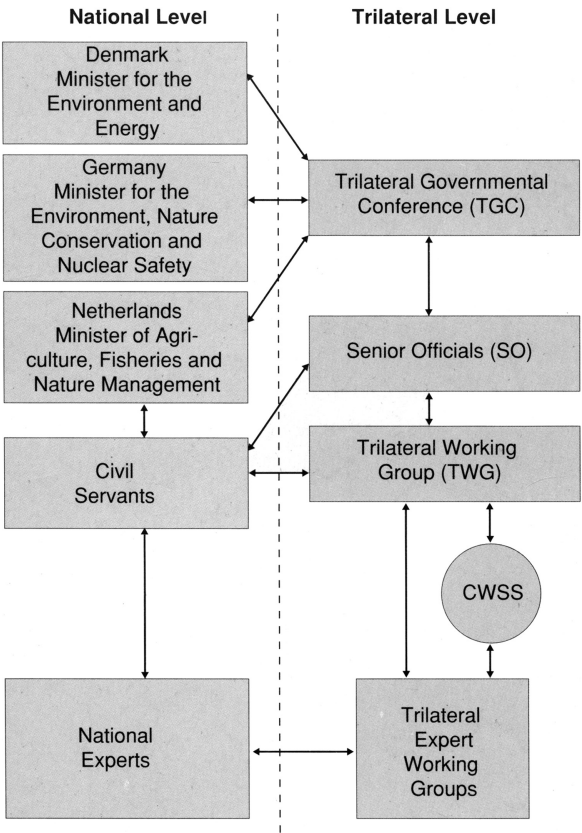 National Level
Trilateral Level
Denmark
Minister for the
Environment and
Energy
Germany
Minister for the
Environment, Nature
Conservation and
Nuclear Safety
Netherlands
Minister of Agri-
culture, Fisheries and
Nature Management
Civil
Servants
National
Experts
Trilateral Governmental
Conference (TGC)
Senior Officials (SO)
Trilateral Working
Group (TWG)
CWSS
Trilateral
Expert
Working
Groups